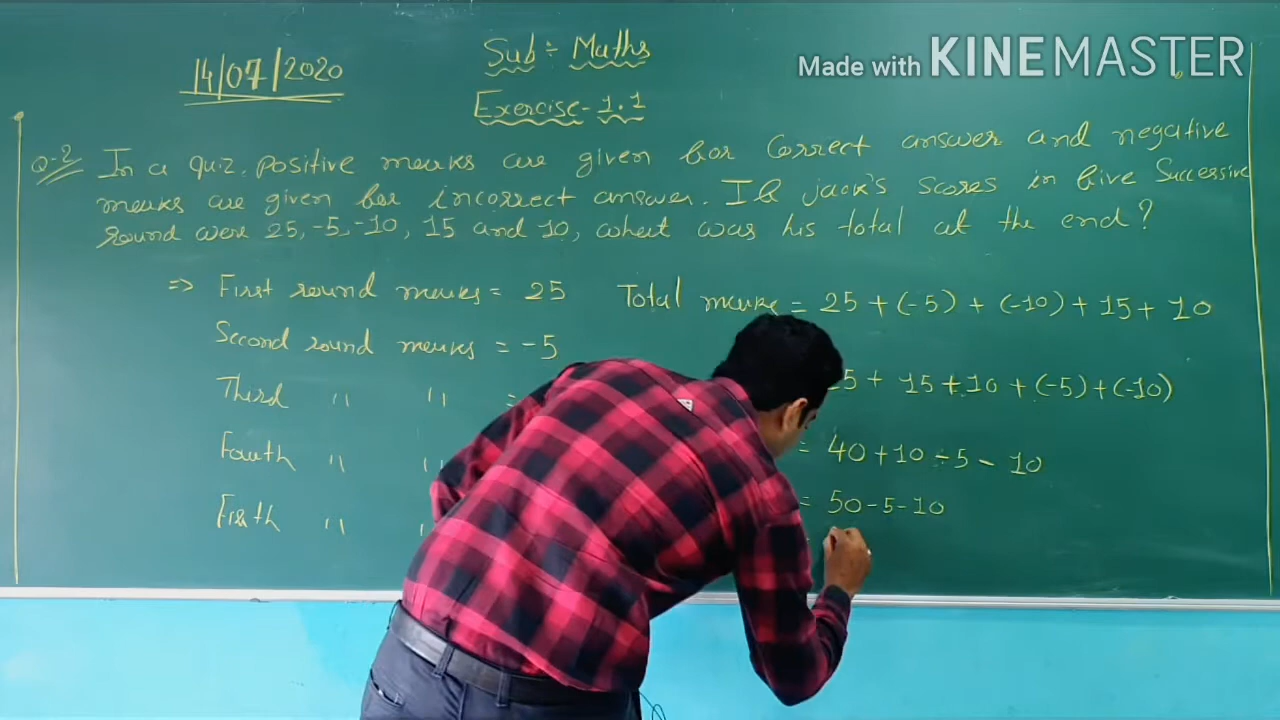 Made with KINEMASTER
14/07/2020
Sub÷ Maths
Exercise-1.1
Q-2 In a quiz, positive marks are given for correct answer and negative
marks are given for incorrect answer. If jack's scores in five successive
round were 25, -5, -10, 15 and 10, what was his total at the end?
⇒ First round marks = 25
Second round marks = -5
Third " " =
Fourth " "
Fifth " "
Total marks = 25 + (-5) + (-10) + 15 + 10
5 + 15 + 10 + (-5) + (-10)
= 40 + 10 - 5 - 10
= 50 - 5 - 10